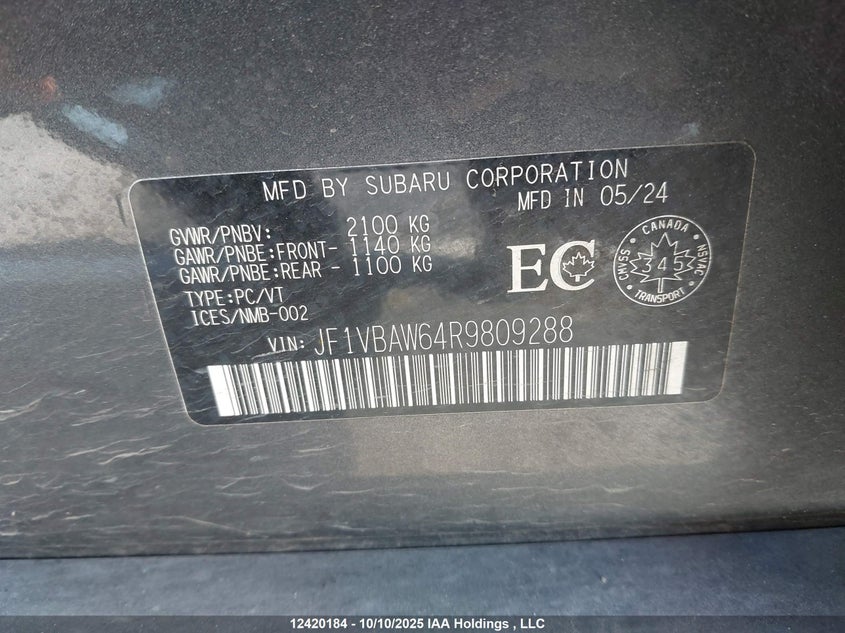 MFD BY SUBARU CORPORATION
MFD IN 05/24
GVWR/PNBV: 2100 KG
GAWR/PNBE:FRONT- 1140 KG
GAWR/PNBE:REAR - 1100 KG
TYPE:PC/VT
ICES/NMB-002
EC
CANADA
CMVSS 345 NSVAC
TRANSPORT
VIN: JF1VBAW64R9809288
12420184 - 10/10/2025 IAA Holdings , LLC